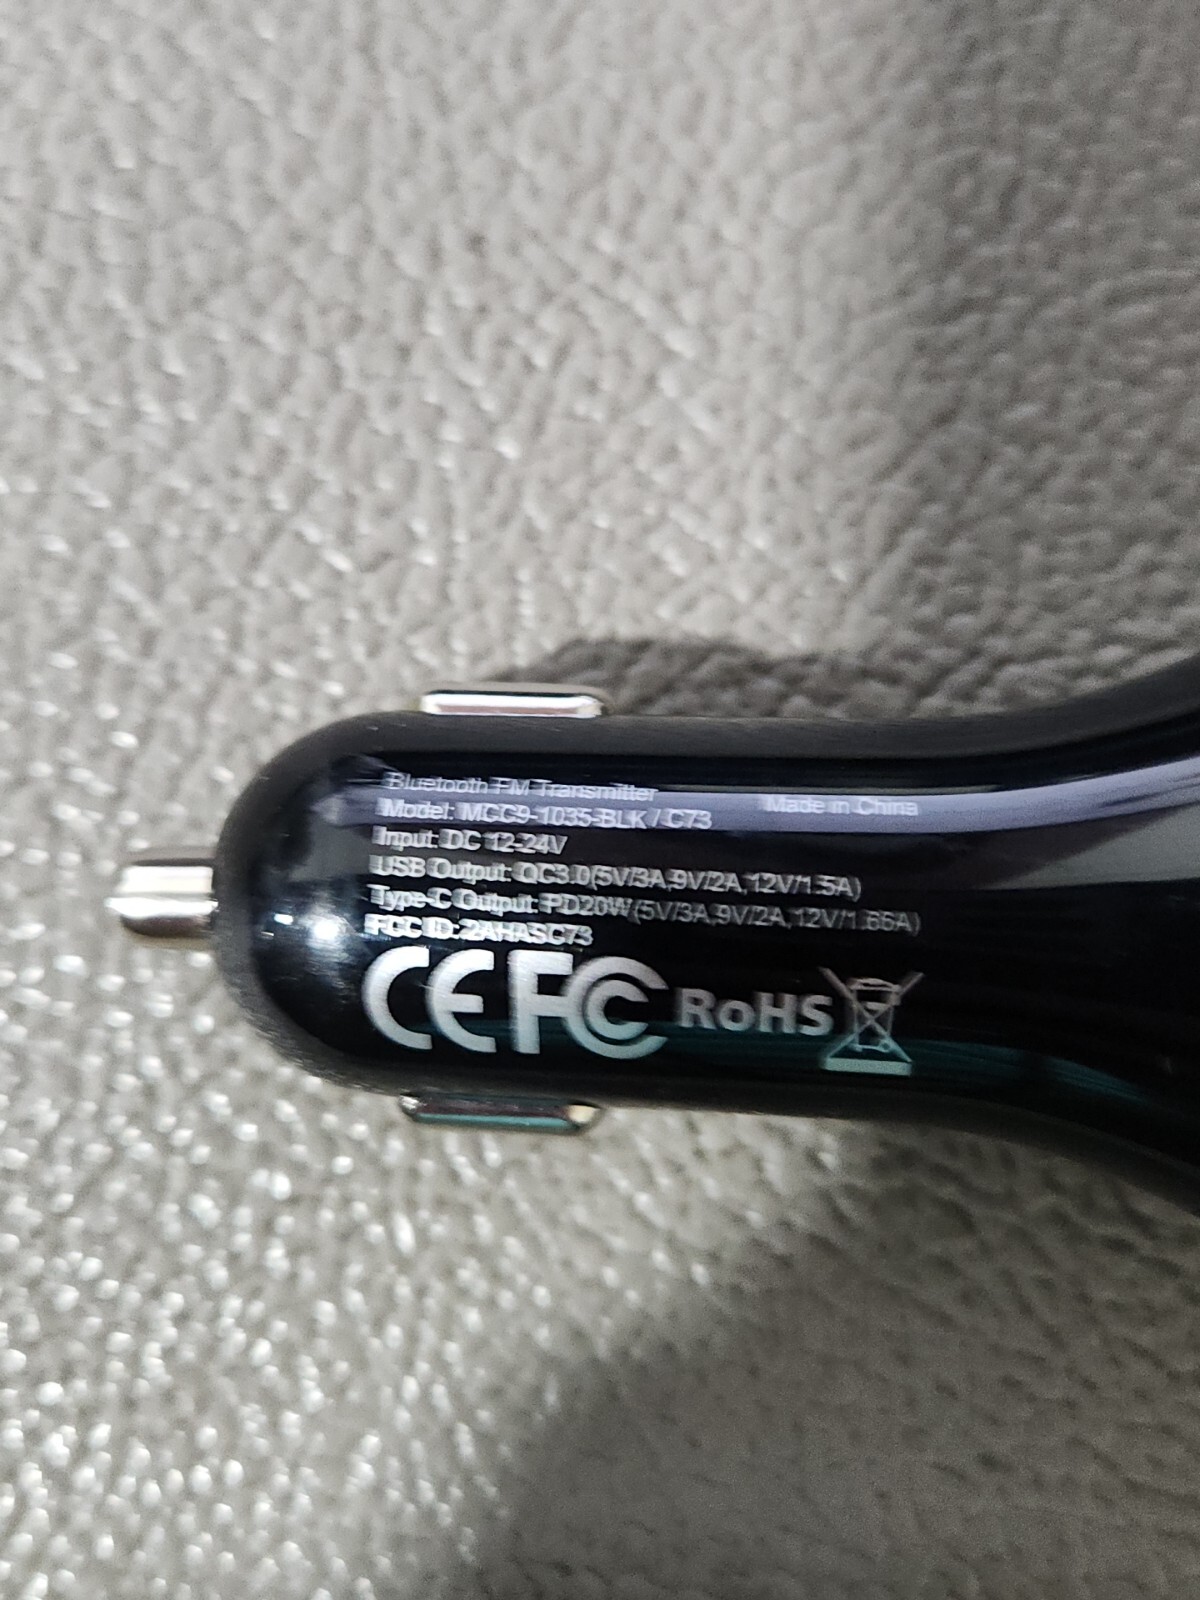 Bluetooth FM Transmitter
Made in China
Model: MCC9-1035-BLK / C73
Input: DC 12-24V
USB Output: QC3.0(5V/3A,9V/2A,12V/1.5A)
Type-C Output: PD20W(5V/3A,9V/2A,12V/1.66A)
FCC ID: 2AHASC73
CE FC RoHS